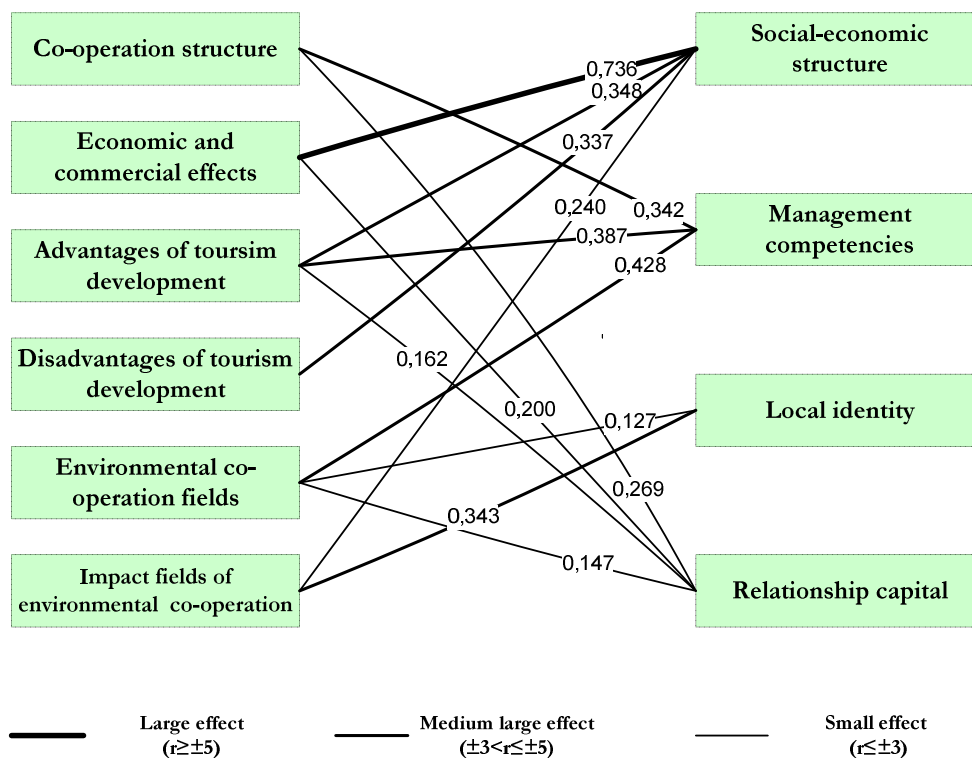 Co-operation structure
Economic and
commercial effects
Advantages of toursim
development
Disadvantages of tourism
development
Environmental co-
operation fields
Impact fields of
environmental co-operation
Social-economic
structure
Management
competencies
Local identity
Relationship capital
0,736
0,348
0,337
0,240
0,342
0,387
0,428
0,162
0,200
0,127
0,269
0,343
0,147
Large effect
(r≥±5)
Medium large effect
(±3<r≤±5)
Small effect
(r≤±3)